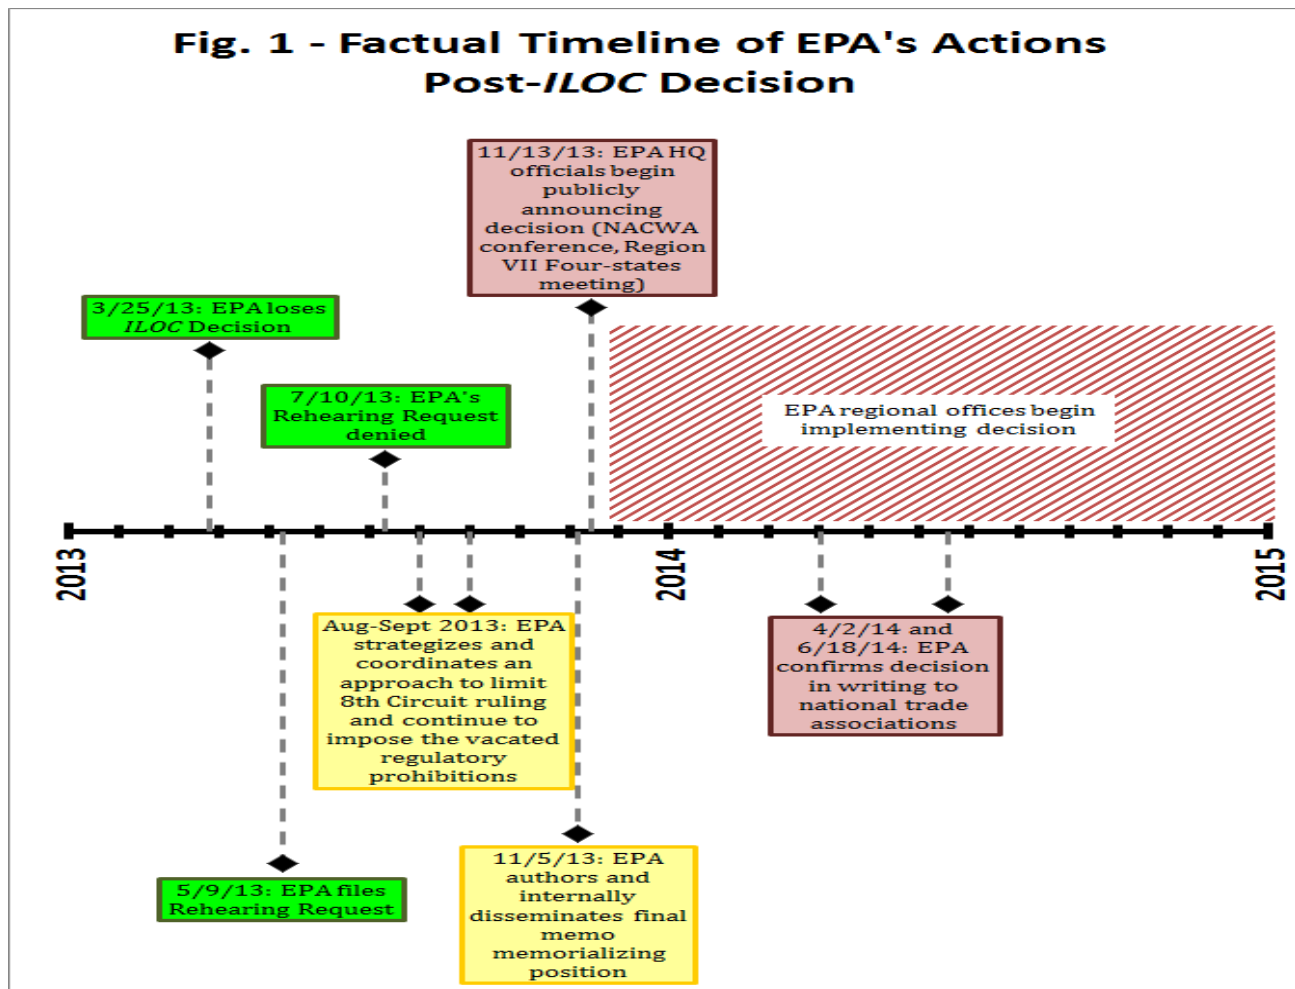 Fig. 1 - Factual Timeline of EPA's Actions
Post-ILOC Decision
11/13/13: EPA HQ
officials begin
publicly
announcing
decision (NACWA
conference, Region
VII Four-states
meeting)
3/25/13: EPA loses
ILOC Decision
7/10/13: EPA's
Rehearing Request
denied
EPA regional offices begin
implementing decision
2013
2014
2015
Aug-Sept 2013: EPA
strategizes and
coordinates an
approach to limit
8th Circuit ruling
and continue to
impose the vacated
regulatory
prohibitions
4/2/14 and
6/18/14: EPA
confirms decision
in writing to
national trade
associations
5/9/13: EPA files
Rehearing Request
11/5/13: EPA
authors and
internally
disseminates final
memo
memorializing
position